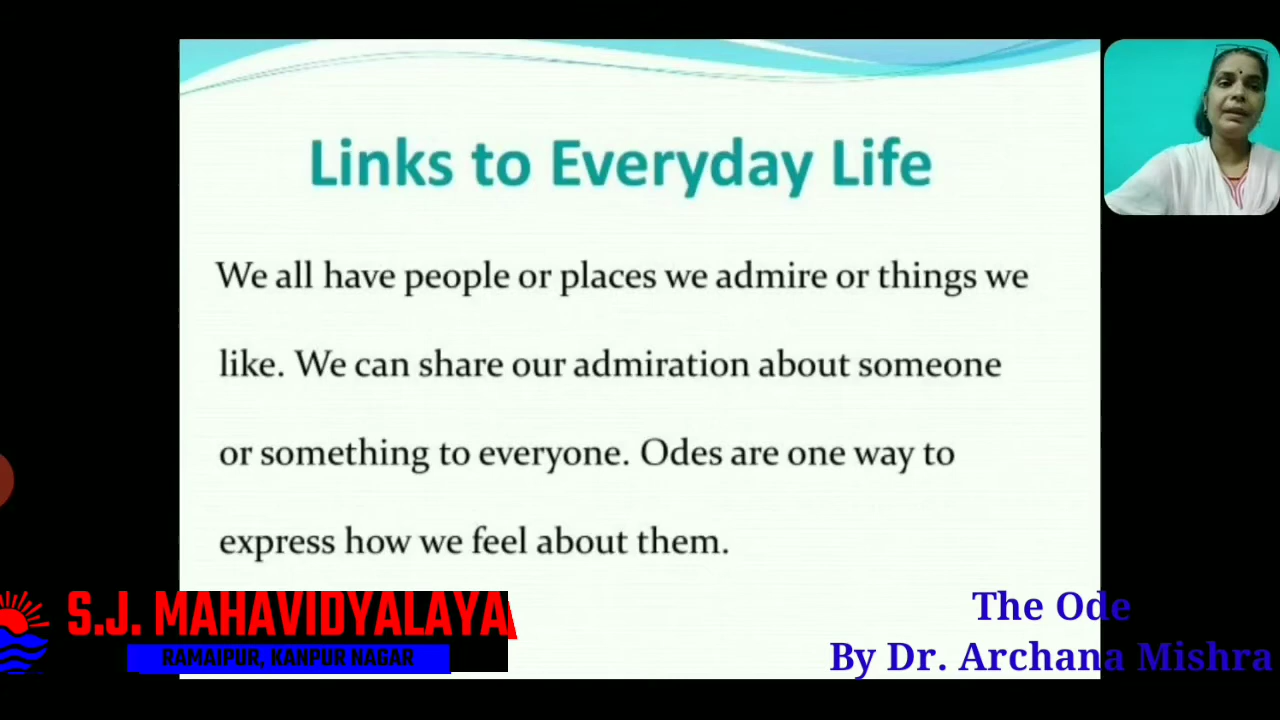 Links to Everyday Life
We all have people or places we admire or things we
like. We can share our admiration about someone
or something to everyone. Odes are one way to
express how we feel about them.
S.J. MAHAVIDYALAYA
RAMAIPUR, KANPUR NAGAR
The Ode
By Dr. Archana Mishra